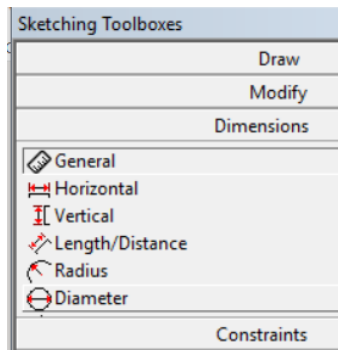 Sketching Toolboxes
Draw
Modify
Dimensions
General
Horizontal
Vertical
Length/Distance
Radius
Diameter
Constraints